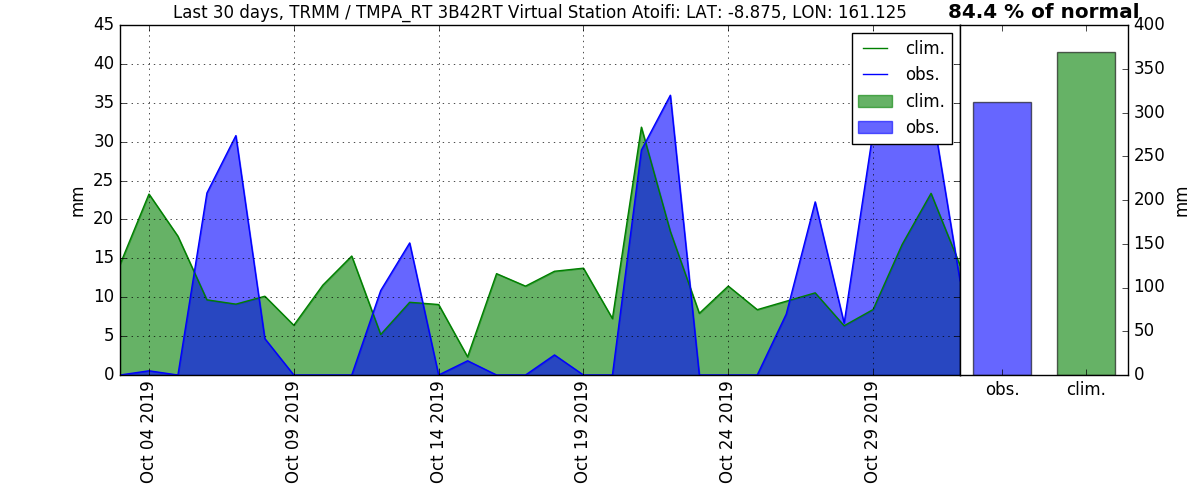 Last 30 days, TRMM / TMPA_RT 3B42RT Virtual Station Atoifi: LAT: -8.875, LON: 161.125
84.4 % of normal
45
40
35
30
25
20
15
10
5
0
mm
clim.
obs.
clim.
obs.
Oct 04 2019
Oct 09 2019
Oct 14 2019
Oct 19 2019
Oct 24 2019
Oct 29 2019
400
350
300
250
200
150
100
50
0
mm
obs.
clim.